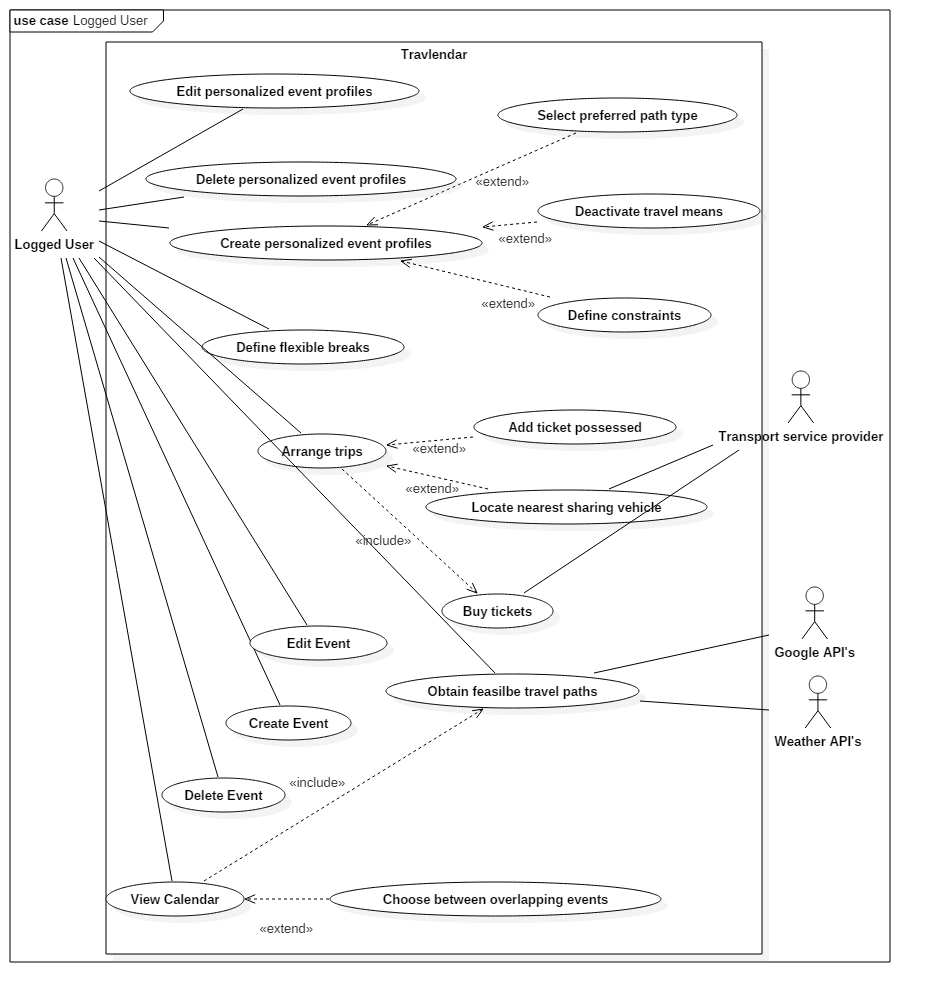 use case Logged User
Travlendar
Edit personalized event profiles
Select preferred path type
Delete personalized event profiles
«extend»
Deactivate travel means
Logged User
Create personalized event profiles
«extend»
«extend»
Define constraints
Define flexible breaks
Add ticket possessed
Transport service provider
Arrange trips
«extend»
«extend»
Locate nearest sharing vehicle
«include»
Buy tickets
Edit Event
Google API's
Obtain feasilbe travel paths
Create Event
Weather API's
«include»
Delete Event
View Calendar
Choose between overlapping events
«extend»